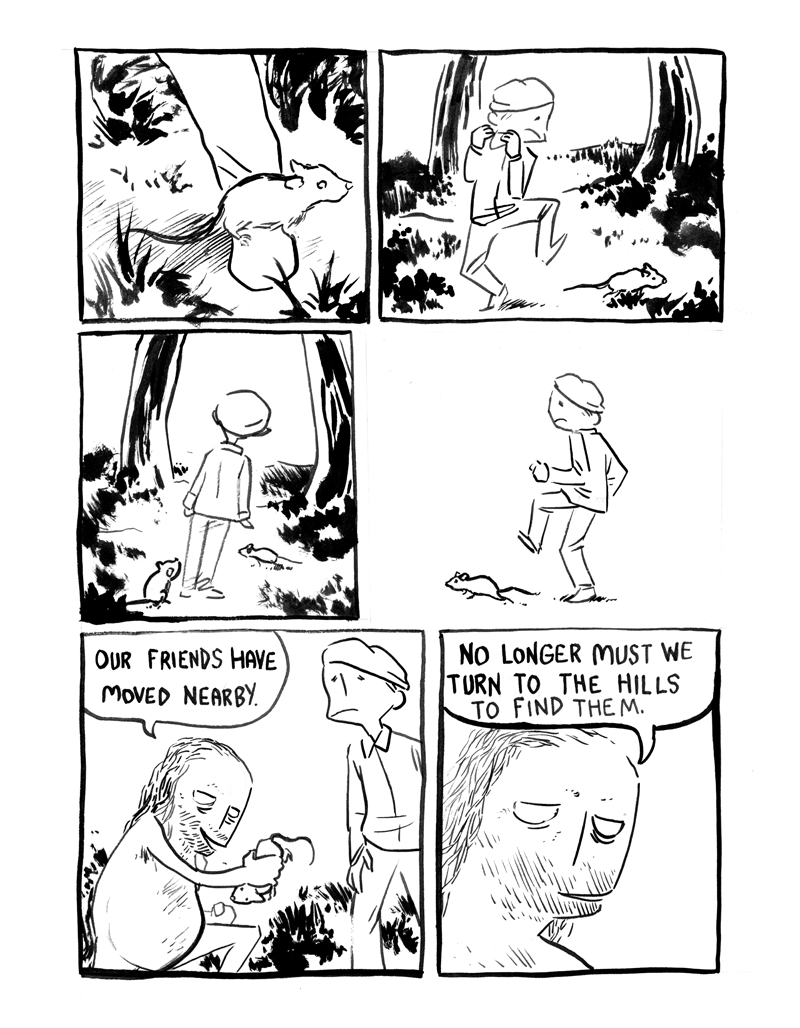 OUR FRIENDS HAVE
MOVED NEARBY.
NO LONGER MUST WE
TURN TO THE HILLS
TO FIND THEM.